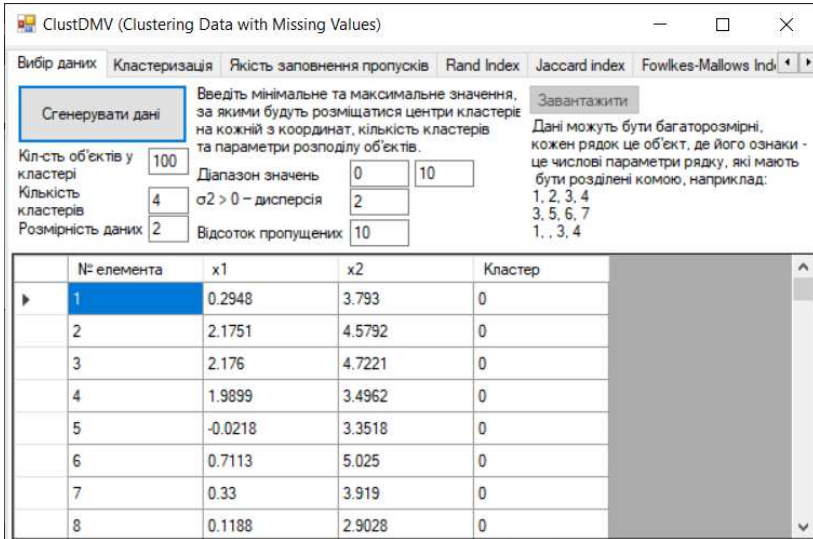 ClustDMV (Clustering Data with Missing Values)
Вибір даних Кластеризація Якість заповнення пропусків Rand Index Jaccard index Fowlkes-Mallows Inde
Сгенерувати дані
Кіл-сть об'єктів у кластері 100
Кількість кластерів 4
Розмірність даних 2
Введіть мінімальне та максимальне значення,
за якими будуть розміщатися центри кластерів
на кожній з координат, кількість кластерів
та параметри розподілу об'єктів.
Діапазон значень 0 10
σ2 > 0 – дисперсія 2
Відсоток пропущених 10
Завантажити
Дані можуть бути багаторозмірні,
кожен рядок це об'єкт, де його ознаки -
це числові параметри рядку, які мають
бути розділені комою, наприклад:
1, 2, 3, 4
3, 5, 6, 7
1, , 3, 4
№ елемента x1 x2 Кластер
1 0.2948 3.793 0
2 2.1751 4.5792 0
3 2.176 4.7221 0
4 1.9899 3.4962 0
5 -0.0218 3.3518 0
6 0.7113 5.025 0
7 0.33 3.919 0
8 0.1188 2.9028 0